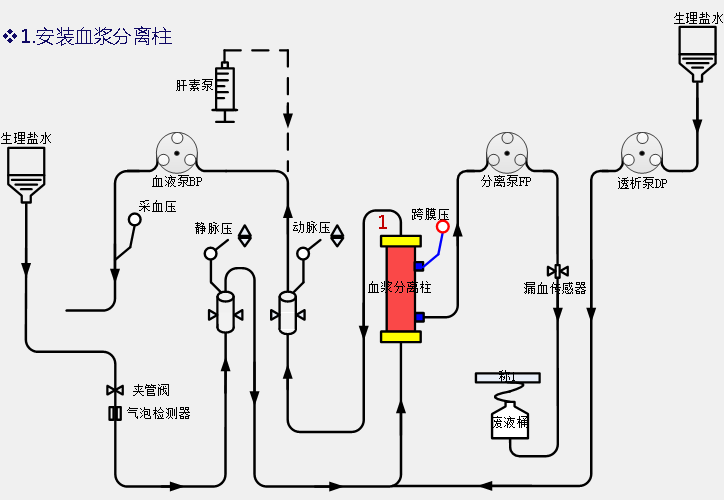 ❖1.安装血浆分离柱
生理盐水
肝素泵
生理盐水
血液泵BP
分离泵FP
透析泵DP
采血压
静脉压
动脉压
1
跨膜压
血浆分离柱
漏血传感器
称1
夹管阀
气泡检测器
废液桶